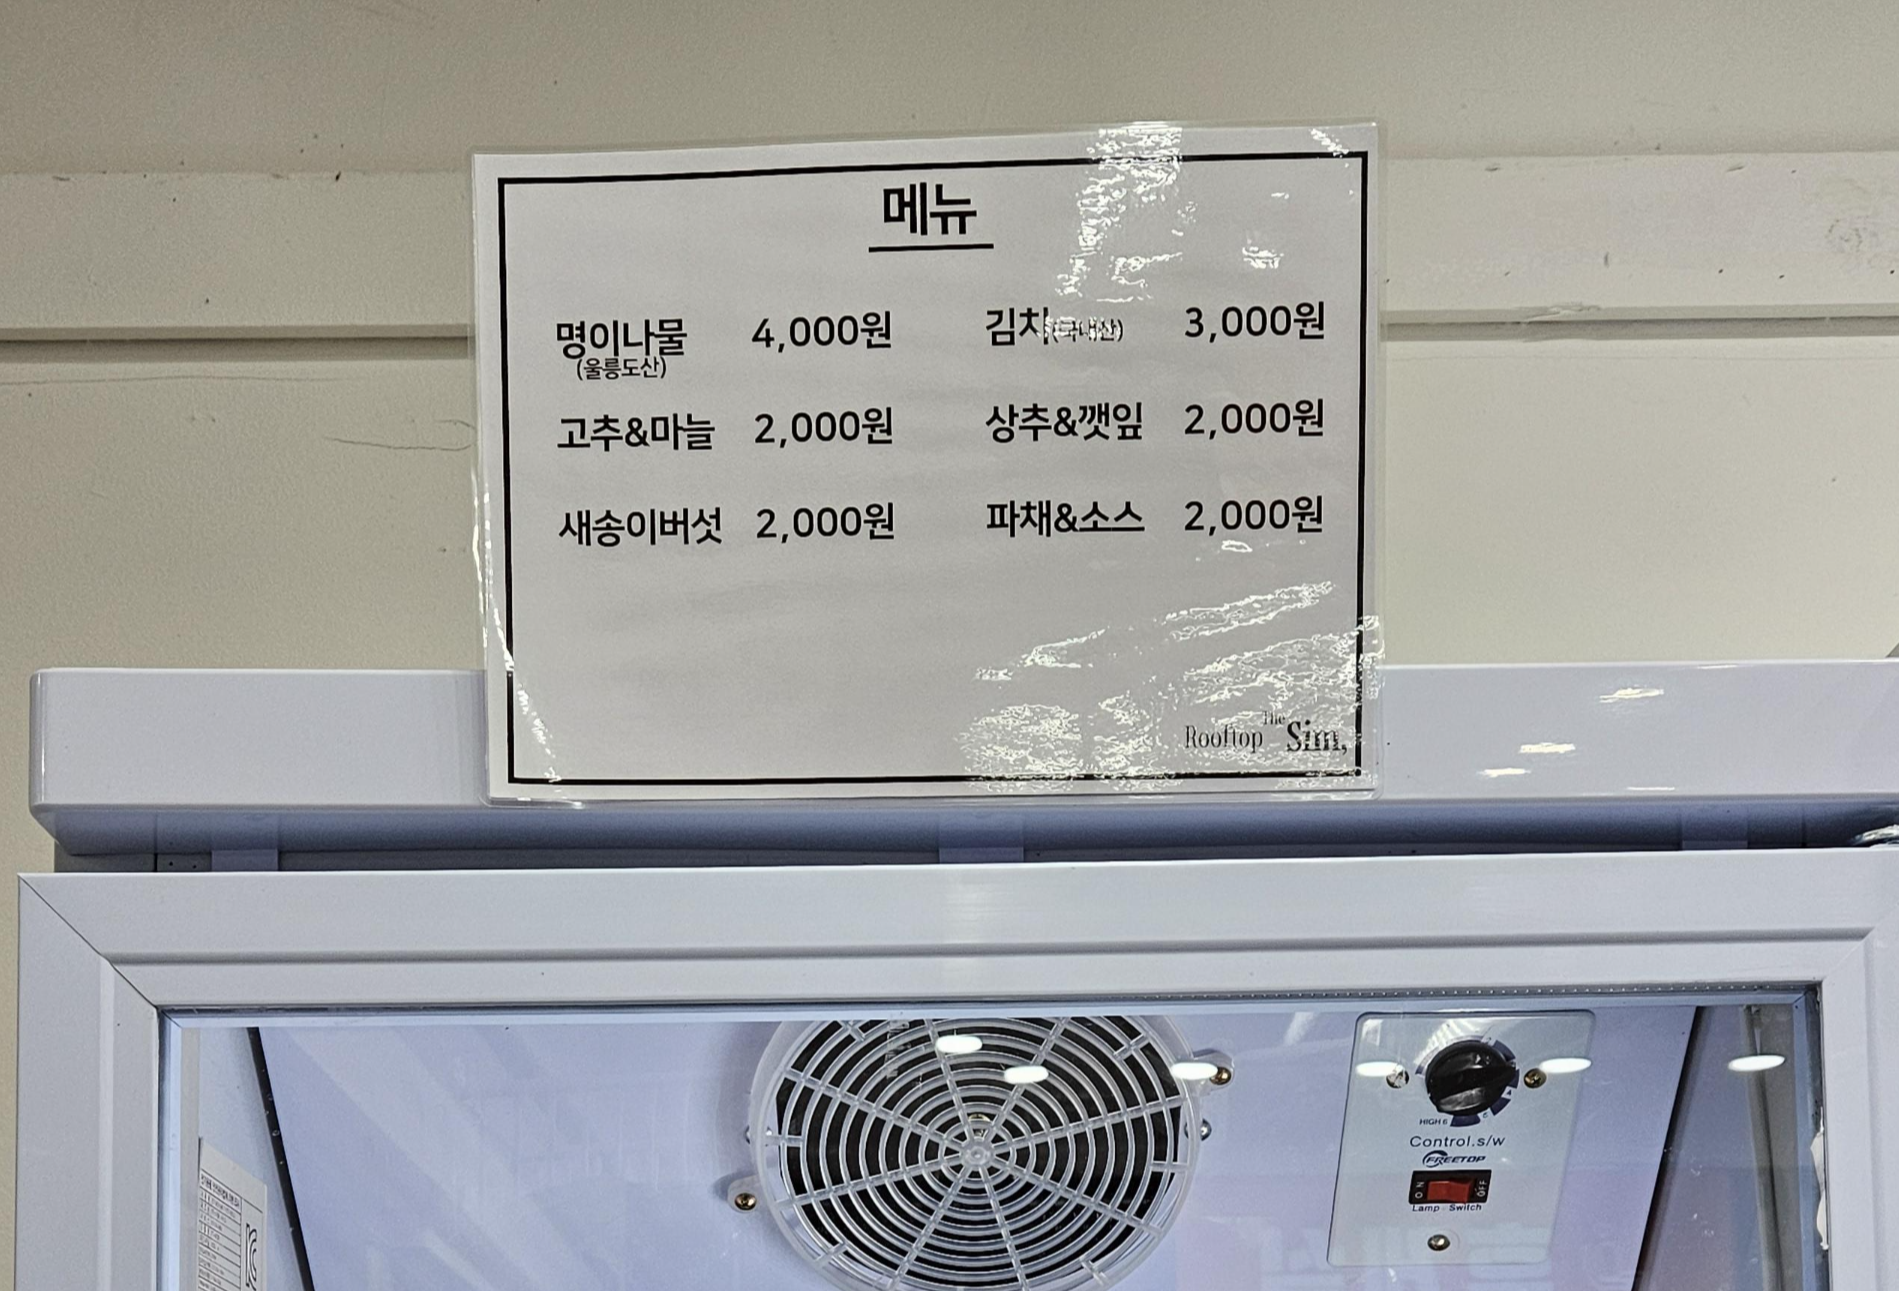 메뉴
명이나물 4,000원 김치(국내산) 3,000원
(울릉도산)
고추&마늘 2,000원 상추&깻잎 2,000원
새송이버섯 2,000원 파채&소스 2,000원
Rooftop The Sim,
HIGH 6
Control.s/w
FREETOP
ON OFF
Lamp Switch